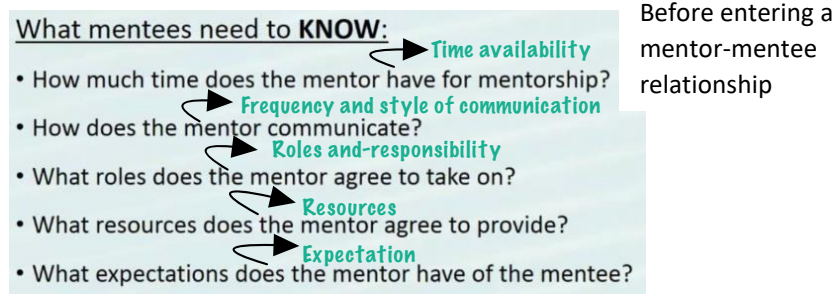 What mentees need to KNOW:
Before entering a
mentor-mentee
relationship
Time availability
• How much time does the mentor have for mentorship?
Frequency and style of communication
• How does the mentor communicate?
Roles and-responsibility
• What roles does the mentor agree to take on?
Resources
• What resources does the mentor agree to provide?
Expectation
• What expectations does the mentor have of the mentee?